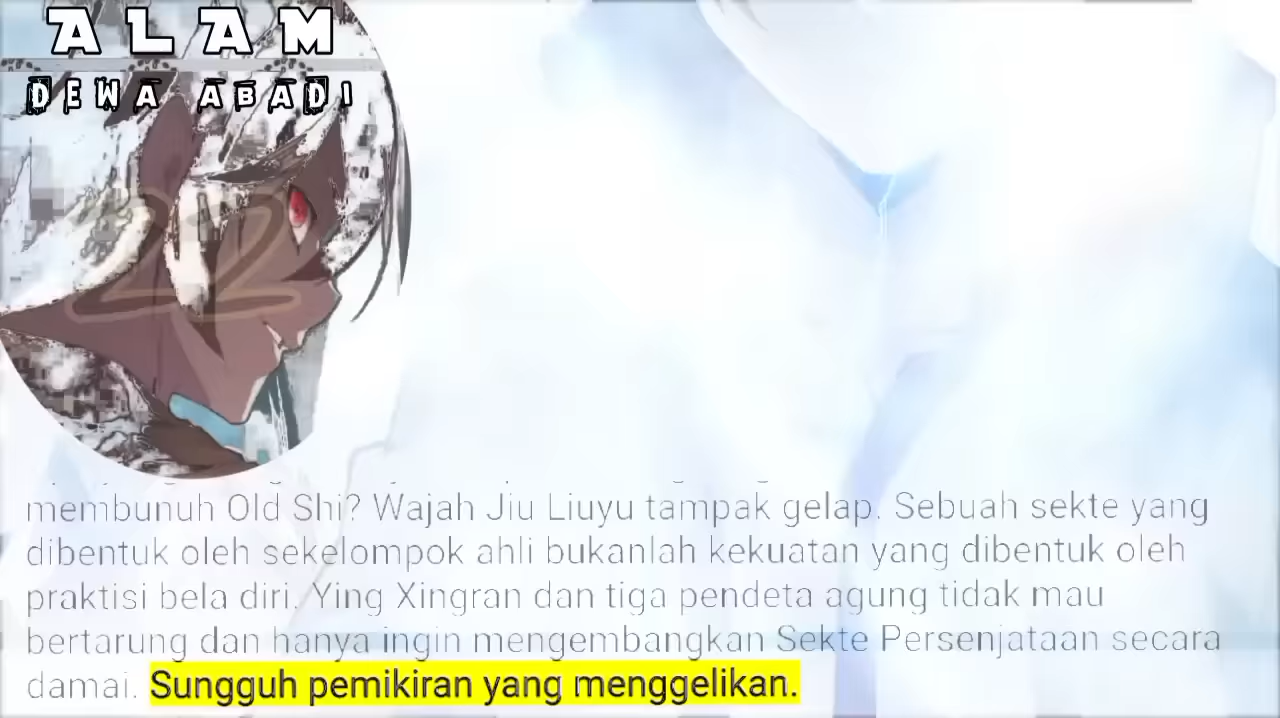 ALAM
DEWA ABADI
22
membunuh Old Shi? Wajah Jiu Liuyu tampak gelap. Sebuah sekte yang
dibentuk oleh sekelompok ahli bukanlah kekuatan yang dibentuk oleh
praktisi bela diri. Ying Xingran dan tiga pendeta agung tidak mau
bertarung dan hanya ingin mengembangkan Sekte Persenjataan secara
damai. Sungguh pemikiran yang menggelikan.